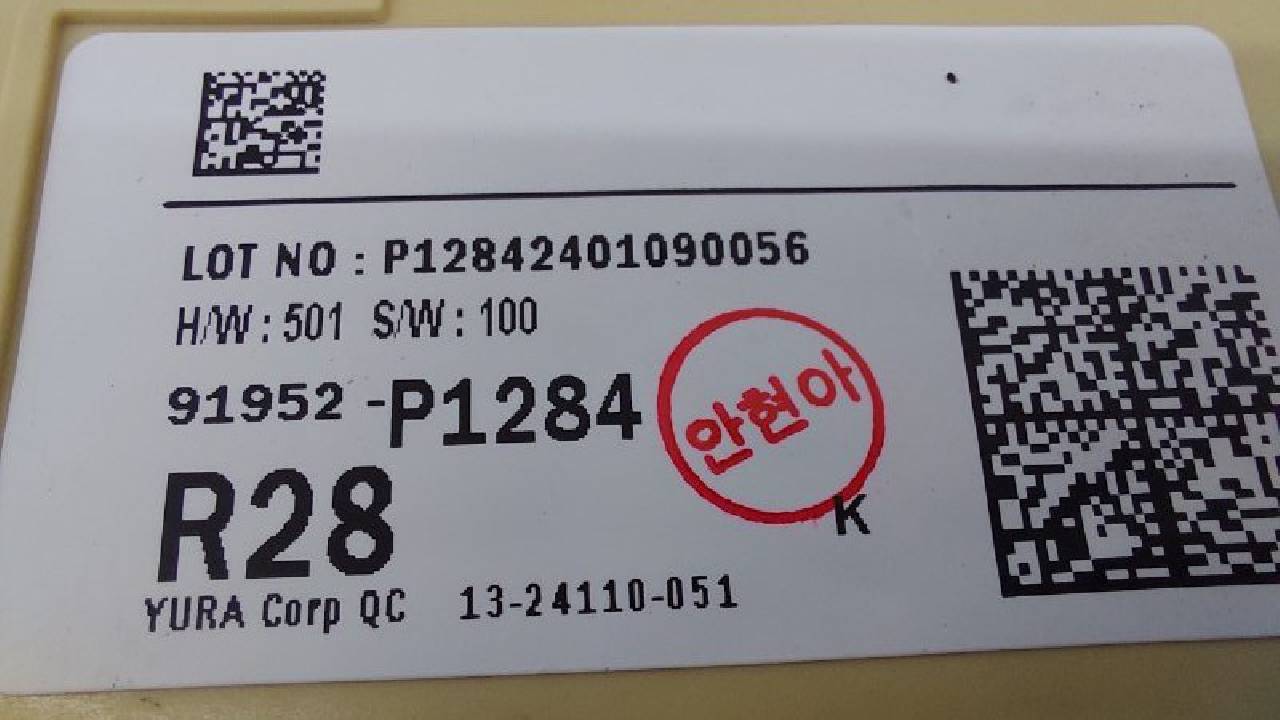 LOT NO : P12842401090056
H/W : 501 S/W : 100
91952 -P1284
안현아
R28
K
YURA Corp QC 13-24110-051